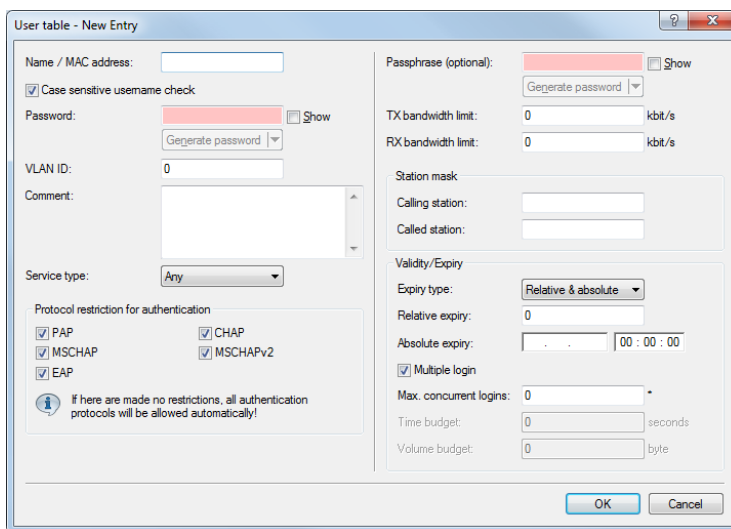 User table - New Entry
Name / MAC address:
Case sensitive username check
Password:
Show
Generate password
VLAN ID:
0
Comment:
Service type:
Any
Protocol restriction for authentication
PAP
CHAP
MSCHAP
MSCHAPv2
EAP
If here are made no restrictions, all authentication
protocols will be allowed automatically!
Passphrase (optional):
Show
Generate password
TX bandwidth limit:
0
kbit/s
RX bandwidth limit:
0
kbit/s
Station mask
Calling station:
Called station:
Validity/Expiry
Expiry type:
Relative & absolute
Relative expiry:
0
Absolute expiry:
. .
00 : 00 : 00
Multiple login
Max. concurrent logins:
0
*
Time budget:
0
seconds
Volume budget:
0
byte
OK
Cancel